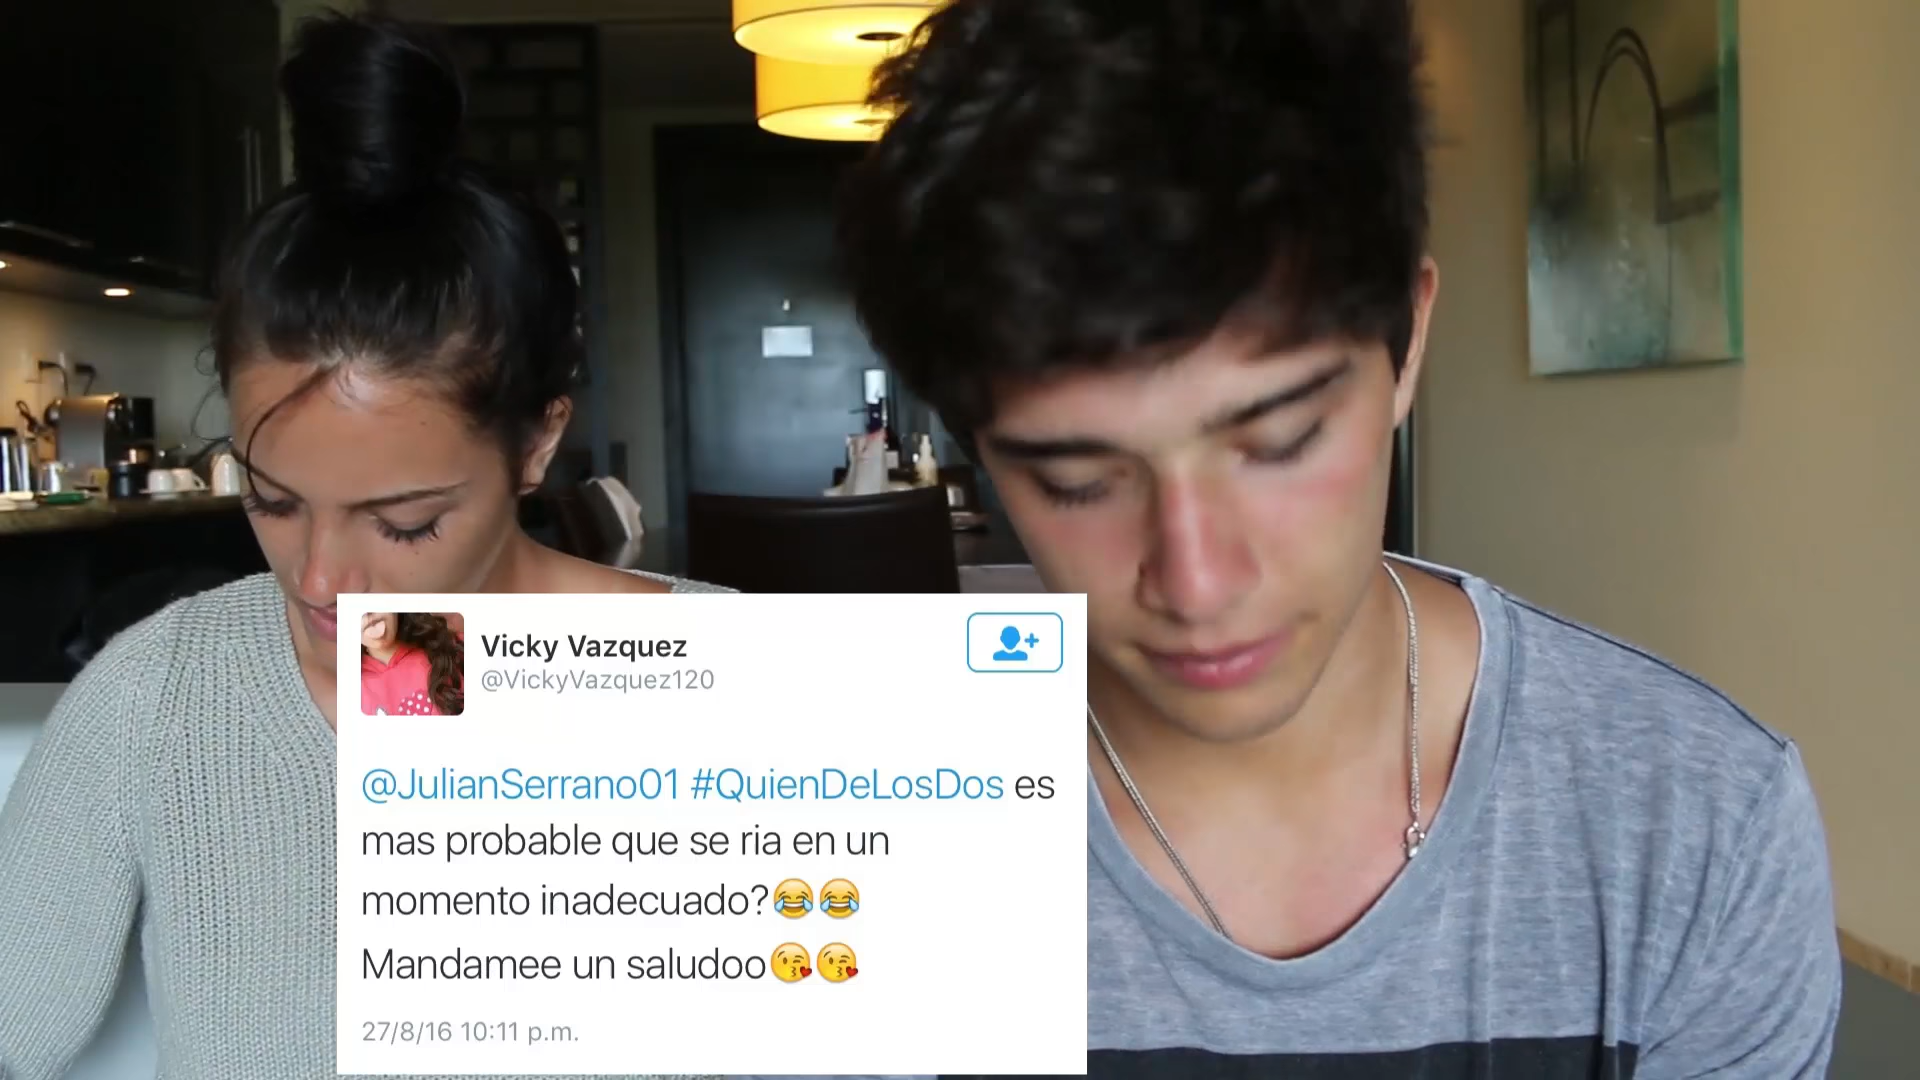 Vicky Vazquez
@VickyVazquez120
@JulianSerrano01 #QuienDeLosDos es
mas probable que se ria en un
momento inadecuado?😂😂
Mandamee un saludoo😘😘
27/8/16 10:11 p.m.